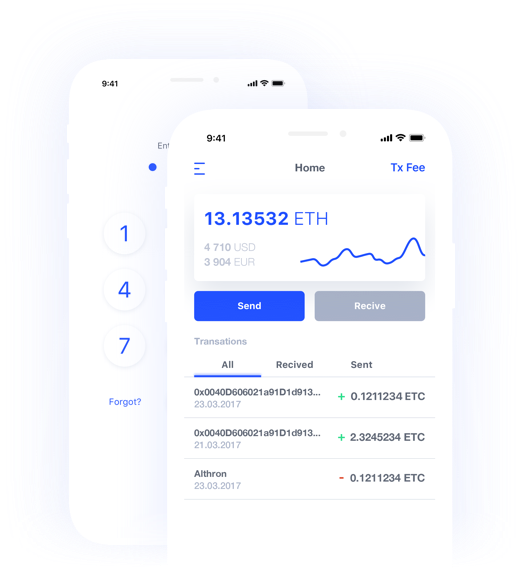 9:41
Ent
1
4
7
Forgot?
9:41
Home
Tx Fee
13.13532 ETH
4 710 USD
3 904 EUR
Send
Recive
Transations
All
Recived
Sent
0x0040D606021a91D1d913...
+ 0.1211234 ETC
23.03.2017
0x0040D606021a91D1d913...
+ 2.3245234 ETC
21.03.2017
Althron
- 0.1211234 ETC
23.03.2017